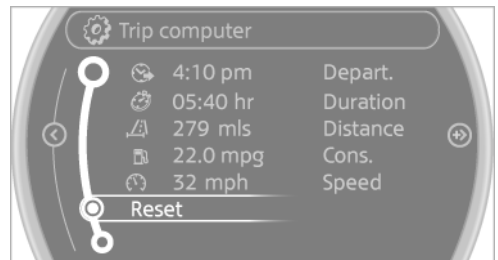 Trip computer
4:10 pm Depart.
05:40 hr Duration
279 mls Distance
22.0 mpg Cons.
32 mph Speed
Reset